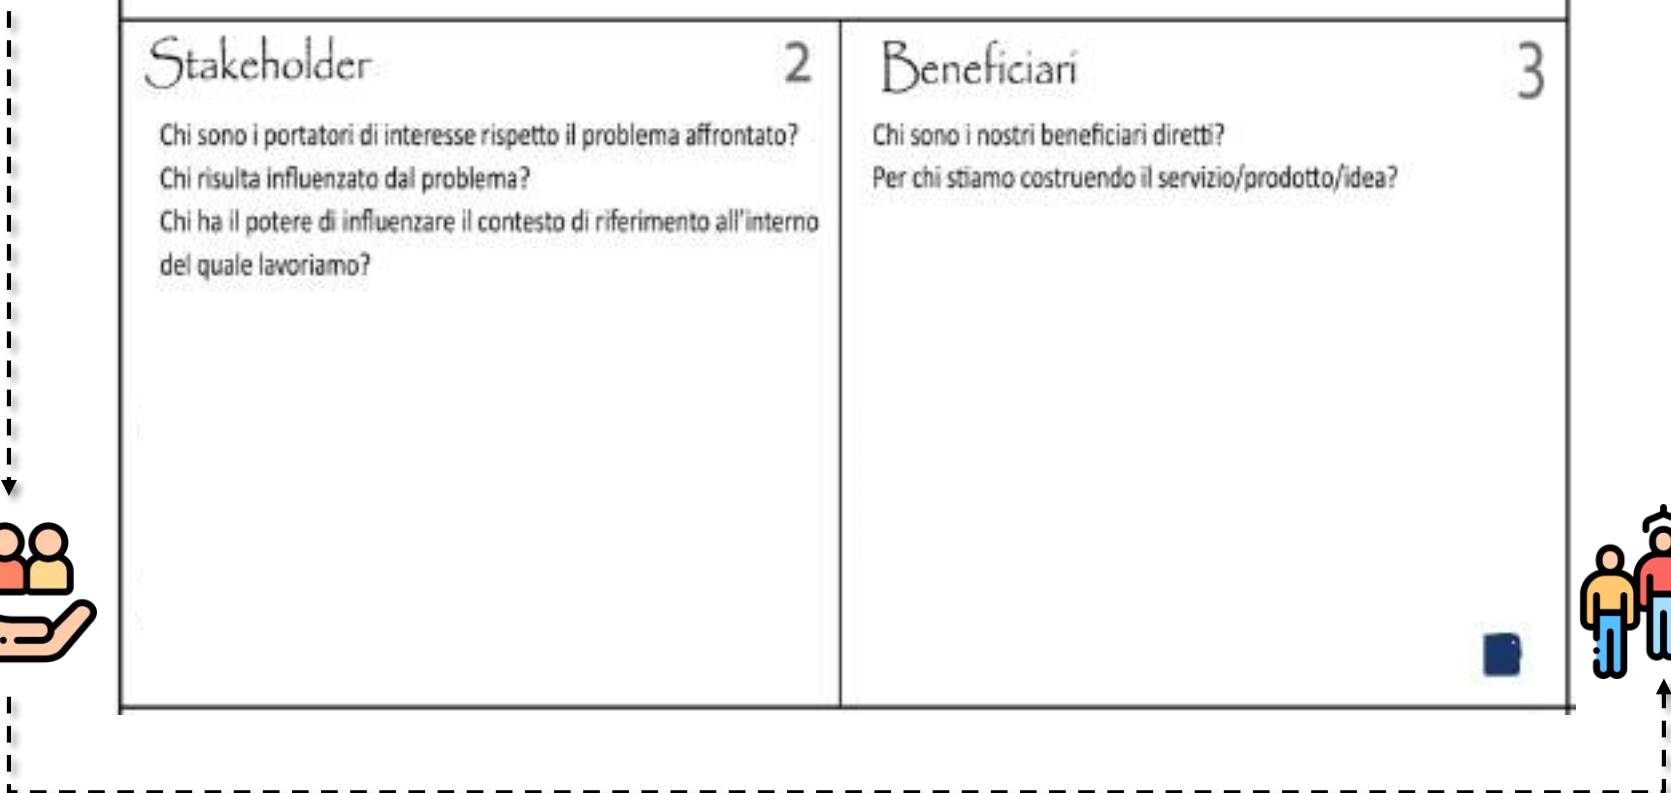 Stakeholder 2
Chi sono i portatori di interesse rispetto il problema affrontato?
Chi risulta influenzato dal problema?
Chi ha il potere di influenzare il contesto di riferimento all'interno
del quale lavoriamo?
Beneficiari 3
Chi sono i nostri beneficiari diretti?
Per chi stiamo costruendo il servizio/prodotto/idea?